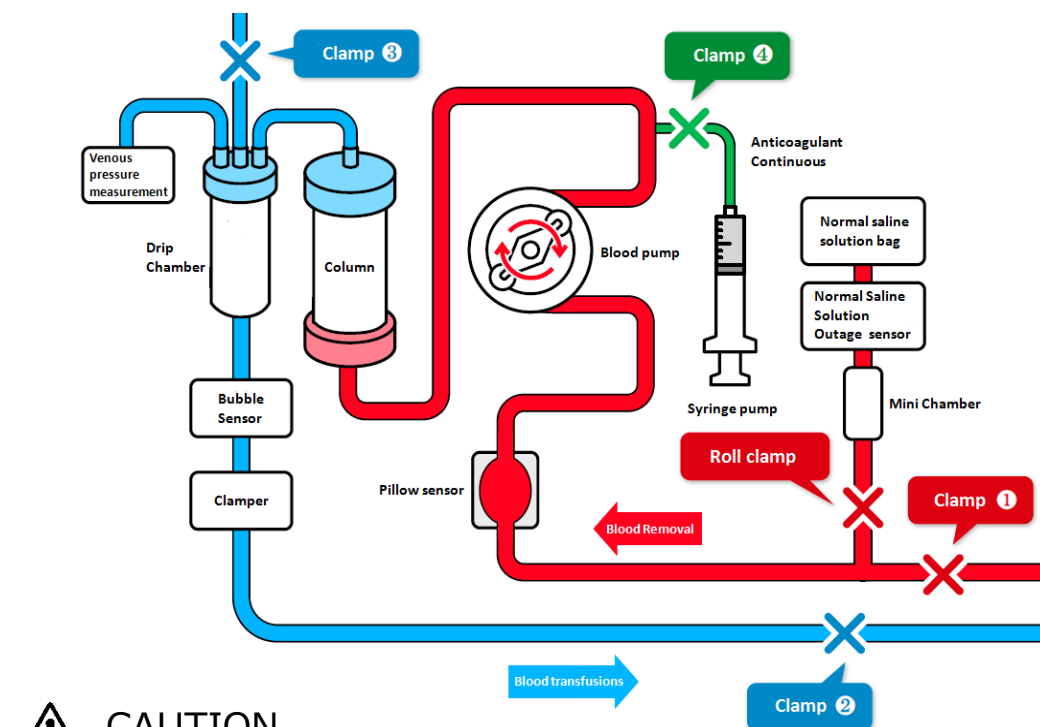 Clamp ❸
Clamp ❹
Venous
pressure
measurement
Anticoagulant
Continuous
Normal saline
solution bag
Drip
Chamber
Column
Blood pump
Normal Saline
Solution
Outage sensor
Bubble
Sensor
Syringe pump
Mini Chamber
Roll clamp
Clamper
Pillow sensor
Clamp ❶
Blood Removal
Blood transfusions
Clamp ❷
CAUTION